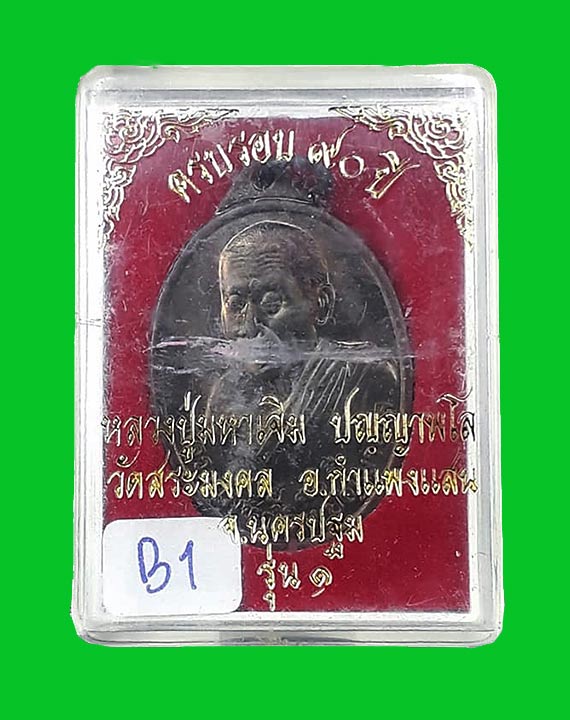 ครบรอบ ๙๐ ปี
หลวงปู่มหาเจิม ปญฺญาพโล
วัดสระมงคล อ.กำแพงแสน
จ.นครปฐม
รุ่น ๑
B1